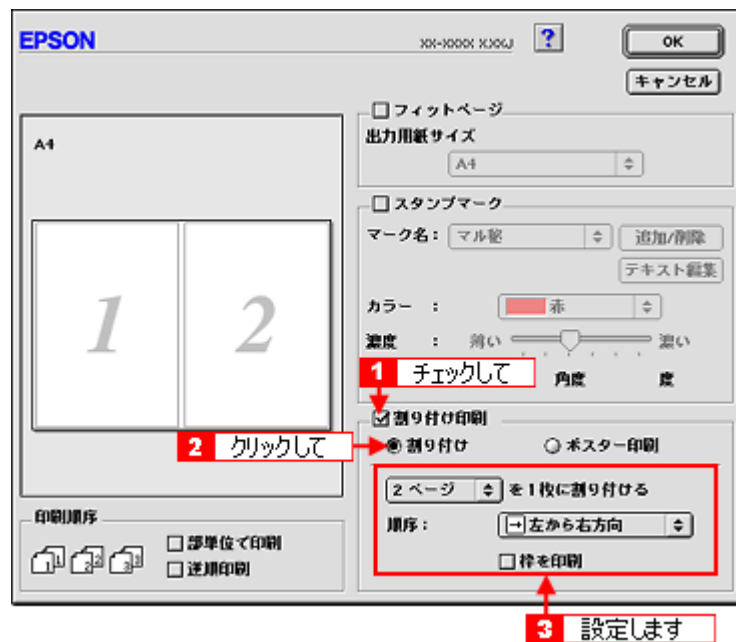 EPSON
XX-XXXX XJXXJ
?
OK
キャンセル
A4
1
2
フィットページ
出力用紙サイズ
A4
スタンプマーク
マーク名: マル秘
追加/削除
テキスト編集
カラー : 赤
濃度 : 薄い 濃い
1 チェックして
角度 度
割り付け印刷
2 クリックして
割り付け
ポスター印刷
2 ページ を1枚に割り付ける
順序: →左から右方向
枠を印刷
印刷順序
1 1 2 2 3 3
部単位で印刷
逆順印刷
3 設定します